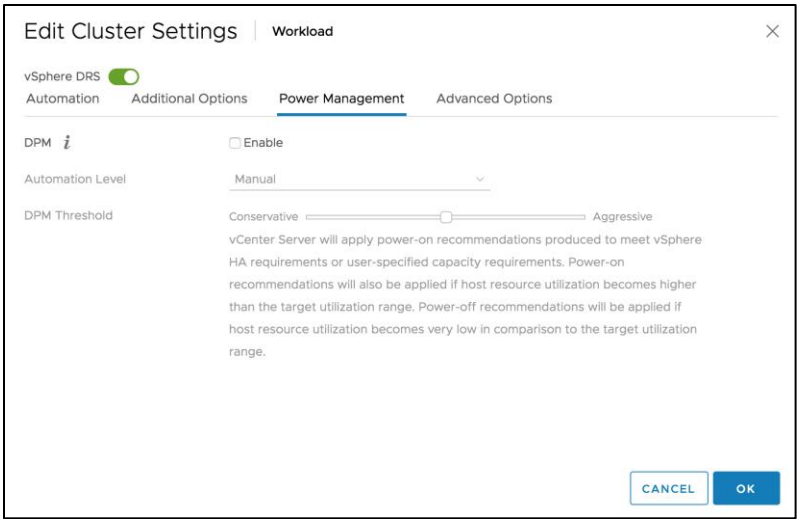 Edit Cluster Settings Workload
vSphere DRS
Automation Additional Options Power Management Advanced Options
DPM i Enable
Automation Level Manual
DPM Threshold Conservative Aggressive
vCenter Server will apply power-on recommendations produced to meet vSphere
HA requirements or user-specified capacity requirements. Power-on
recommendations will also be applied if host resource utilization becomes higher
than the target utilization range. Power-off recommendations will be applied if
host resource utilization becomes very low in comparison to the target utilization
range.
CANCEL OK